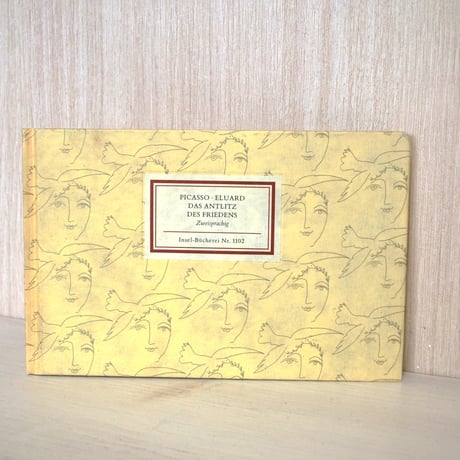 PICASSO · ELUARD
DAS ANTLITZ
DES FRIEDENS
Zweisprachig
Insel-Bücherei Nr. 1102